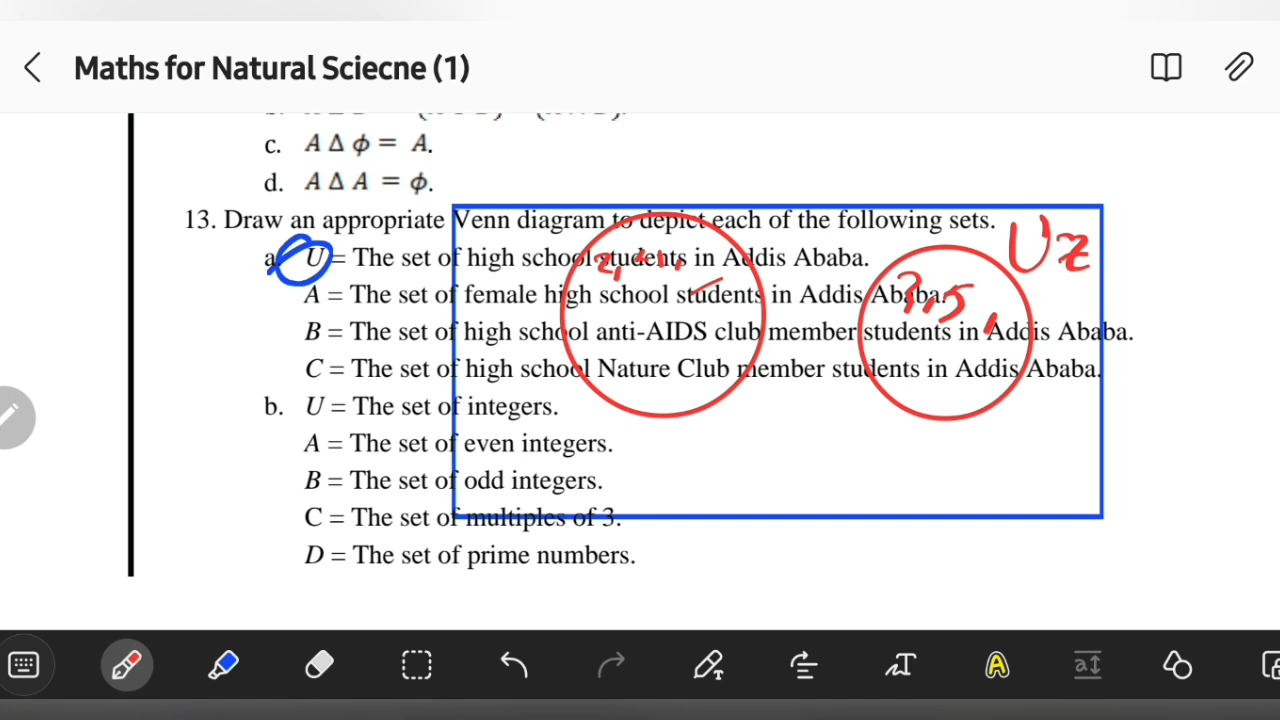 Maths for Natural Sciecne (1)
c. A Δ ϕ = A.
d. A Δ A = ϕ.
13. Draw an appropriate Venn diagram to depict each of the following sets.
a. U = The set of high school students in Addis Ababa.
A = The set of female high school students in Addis Ababa.
B = The set of high school anti-AIDS club member students in Addis Ababa.
C = The set of high school Nature Club member students in Addis Ababa.
b. U = The set of integers.
A = The set of even integers.
B = The set of odd integers.
C = The set of multiples of 3.
D = The set of prime numbers.
U z
2, 4,
3, 5,